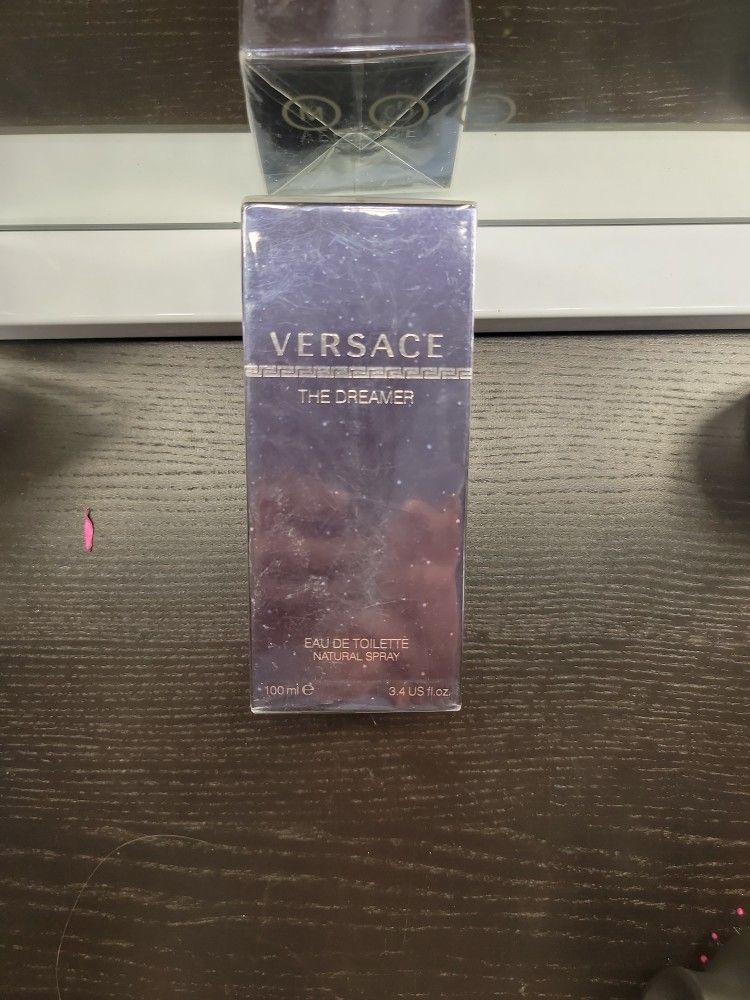 VERSACE
THE DREAMER
EAU DE TOILETTE
NATURAL SPRAY
100 ml ℮
3.4 US fl.oz.